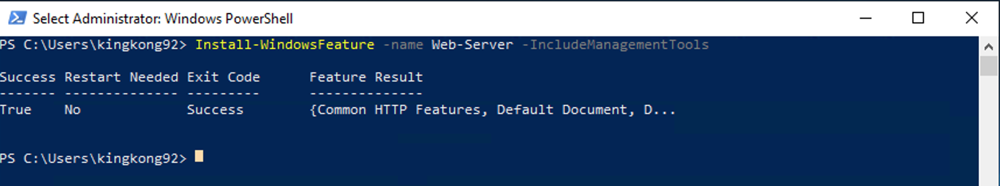 Select Administrator: Windows PowerShell
PS C:\Users\kingkong92> Install-WindowsFeature -name Web-Server -IncludeManagementTools
Success Restart Needed Exit Code      Feature Result
------- -------------- ---------      --------------
True    No             Success        {Common HTTP Features, Default Document, D...
PS C:\Users\kingkong92>